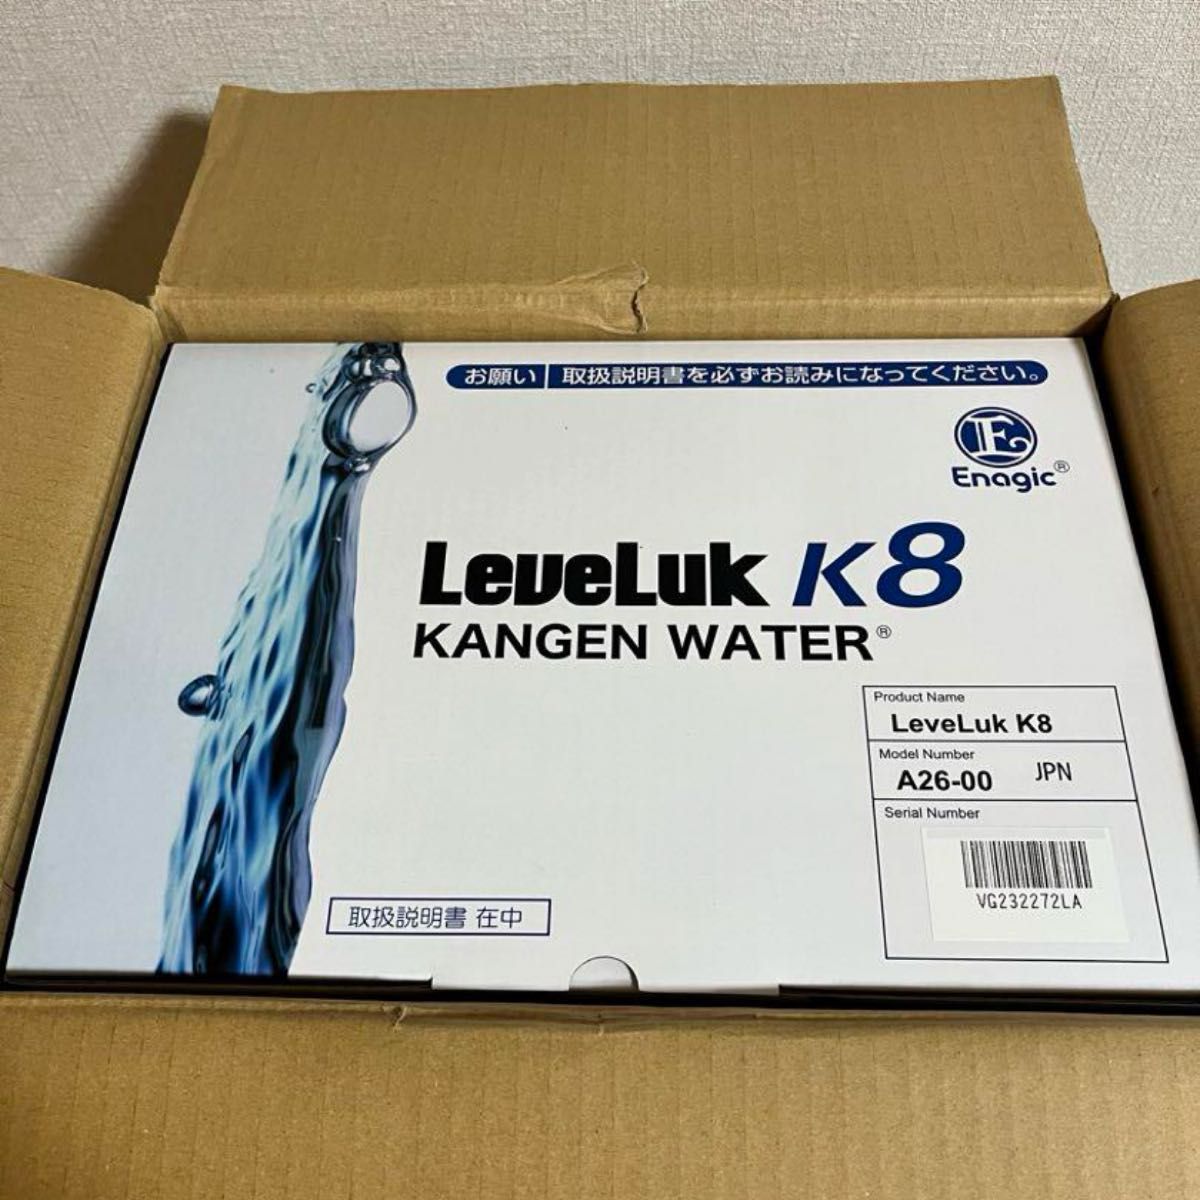 お願い 取扱説明書を必ずお読みになってください。
E
Enagic®
LeveLuk K8
KANGEN WATER®
Product Name
LeveLuk K8
Model Number
A26-00 JPN
Serial Number
VG232272LA
取扱説明書 在中